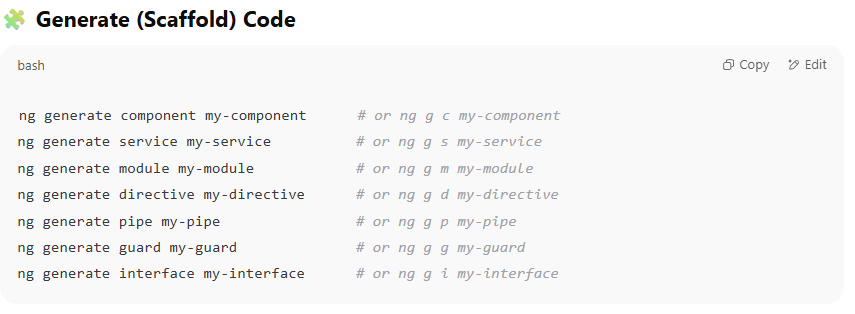 Generate (Scaffold) Code
bash Copy Edit
ng generate component my-component # or ng g c my-component
ng generate service my-service # or ng g s my-service
ng generate module my-module # or ng g m my-module
ng generate directive my-directive # or ng g d my-directive
ng generate pipe my-pipe # or ng g p my-pipe
ng generate guard my-guard # or ng g g my-guard
ng generate interface my-interface # or ng g i my-interface